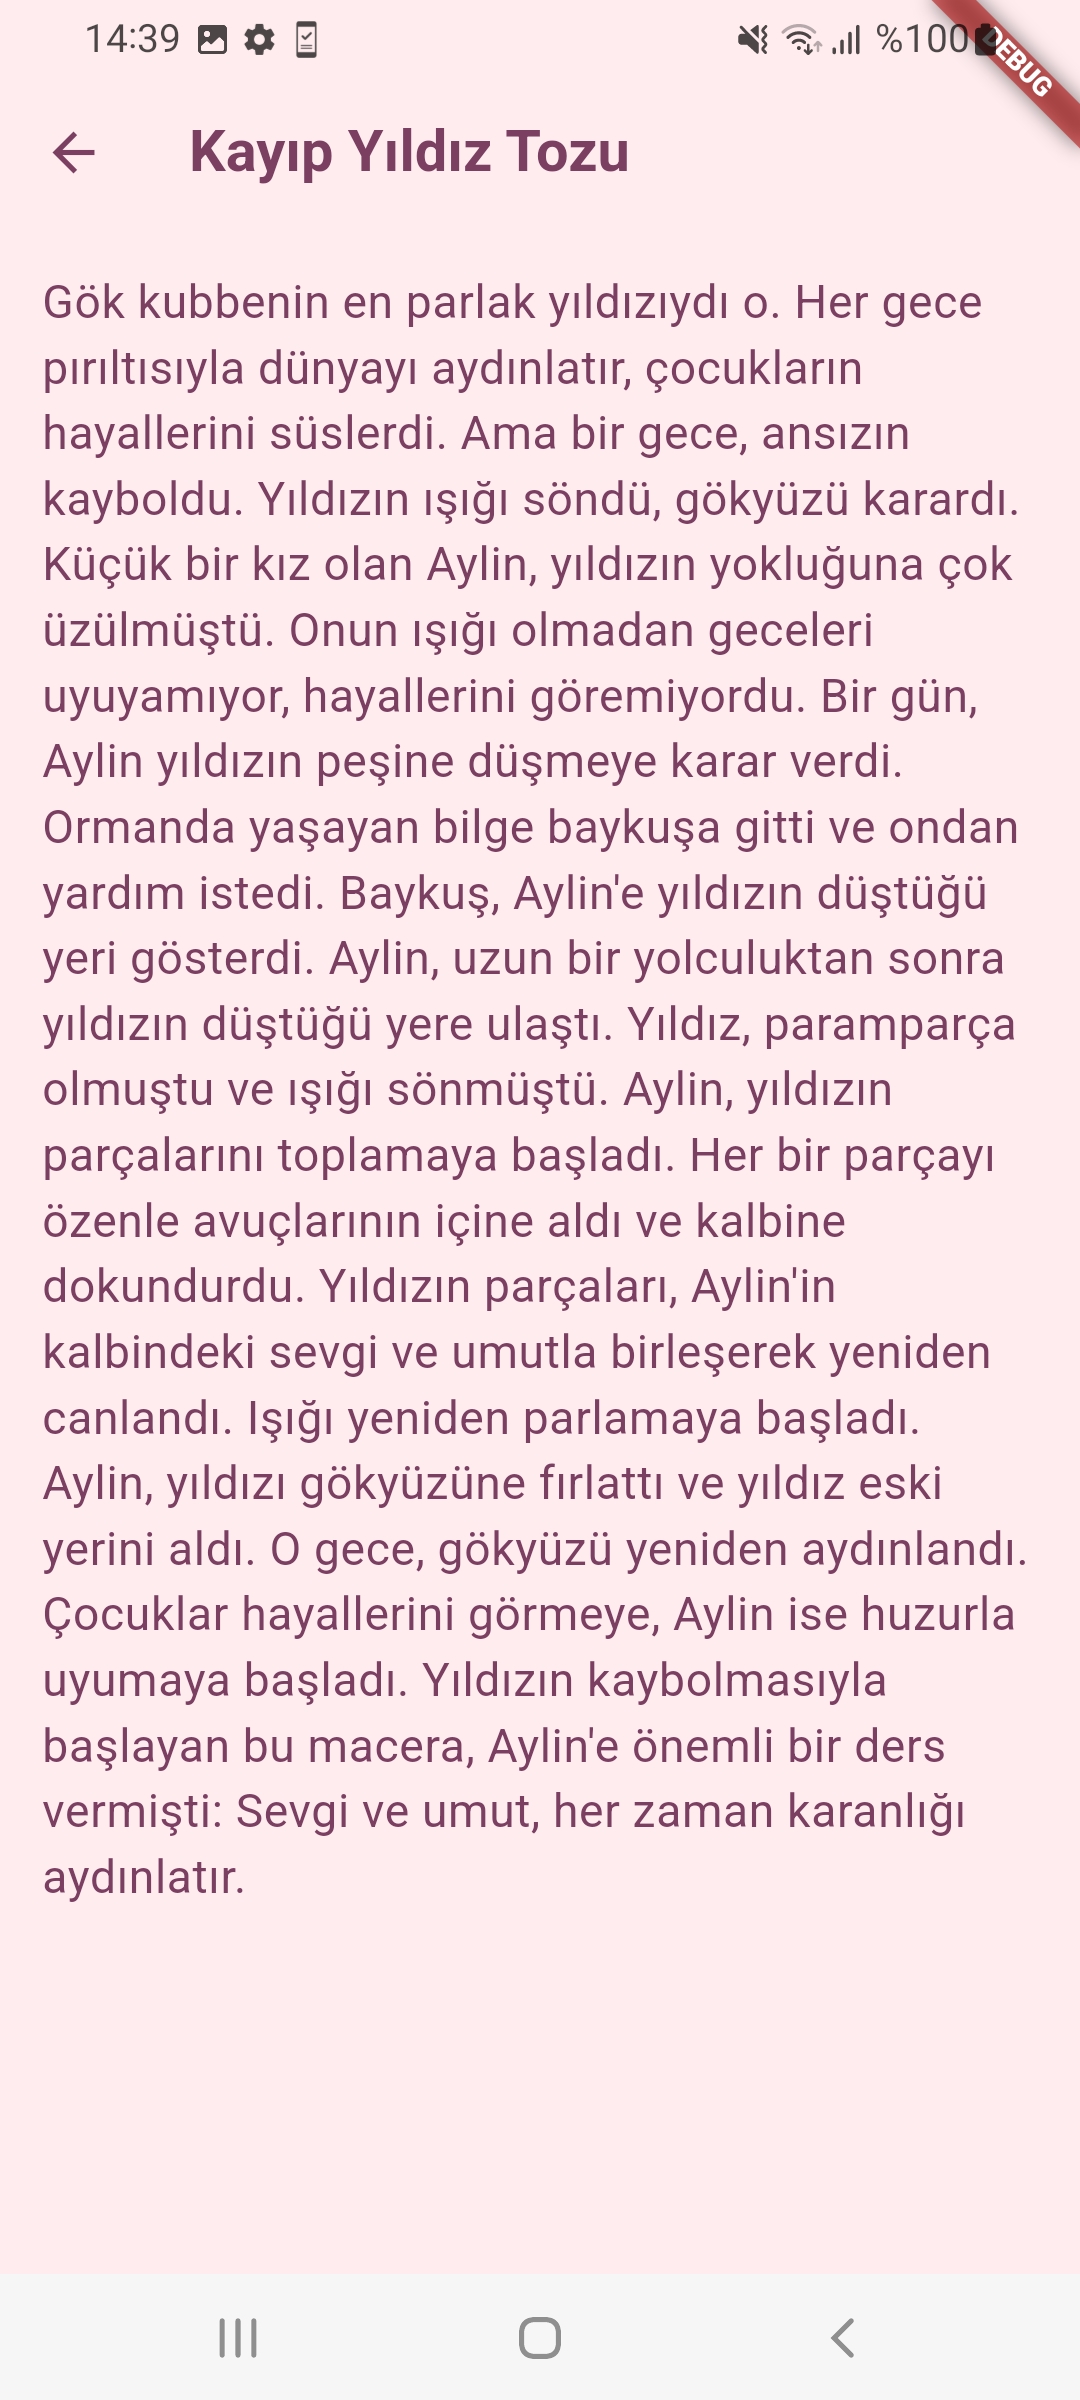 14:39
%100
DEBUG
Kayıp Yıldız Tozu
Gök kubbenin en parlak yıldızıydı o. Her gece
pırıltısıyla dünyayı aydınlatır, çocukların
hayallerini süslerdi. Ama bir gece, ansızın
kayboldu. Yıldızın ışığı söndü, gökyüzü karardı.
Küçük bir kız olan Aylin, yıldızın yokluğuna çok
üzülmüştü. Onun ışığı olmadan geceleri
uyuyamıyor, hayallerini göremiyordu. Bir gün,
Aylin yıldızın peşine düşmeye karar verdi.
Ormanda yaşayan bilge baykuşa gitti ve ondan
yardım istedi. Baykuş, Aylin'e yıldızın düştüğü
yeri gösterdi. Aylin, uzun bir yolculuktan sonra
yıldızın düştüğü yere ulaştı. Yıldız, paramparça
olmuştu ve ışığı sönmüştü. Aylin, yıldızın
parçalarını toplamaya başladı. Her bir parçayı
özenle avuçlarının içine aldı ve kalbine
dokundurdu. Yıldızın parçaları, Aylin'in
kalbindeki sevgi ve umutla birleşerek yeniden
canlandı. Işığı yeniden parlamaya başladı.
Aylin, yıldızı gökyüzüne fırlattı ve yıldız eski
yerini aldı. O gece, gökyüzü yeniden aydınlandı.
Çocuklar hayallerini görmeye, Aylin ise huzurla
uyumaya başladı. Yıldızın kaybolmasıyla
başlayan bu macera, Aylin'e önemli bir ders
vermişti: Sevgi ve umut, her zaman karanlığı
aydınlatır.